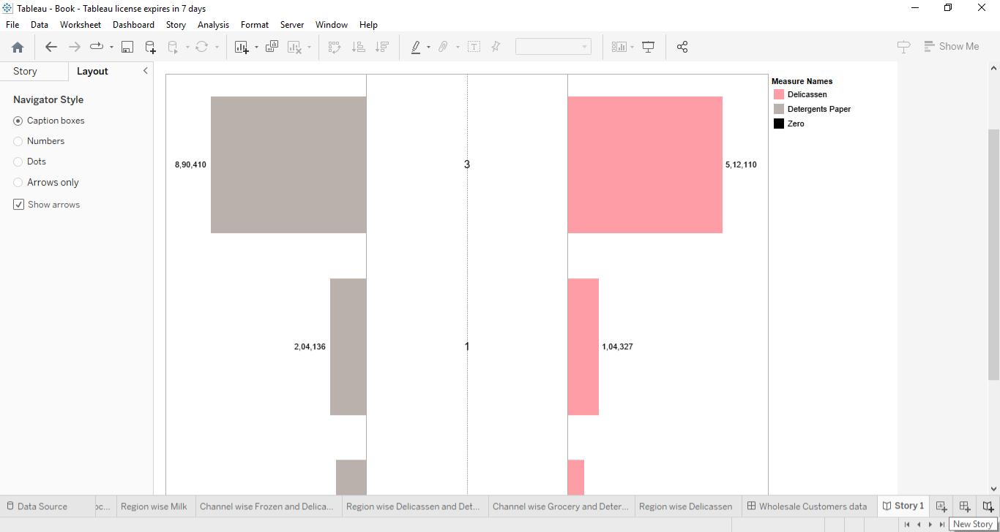 Tableau - Book - Tableau license expires in 7 days
File Data Worksheet Dashboard Story Analysis Format Server Window Help
Show Me
Story Layout
Navigator Style
Caption boxes
Numbers
Dots
Arrows only
Show arrows
8,90,410 3 5,12,110
2,04,136 1 1,04,327
Measure Names
Delicassen
Detergents Paper
Zero
Data Source oc... Region wise Milk Channel wise Frozen and Delica... Region wise Delicassen and Det... Channel wise Grocery and Deter... Region wise Delicassen Wholesale Customers data Story 1
New Story